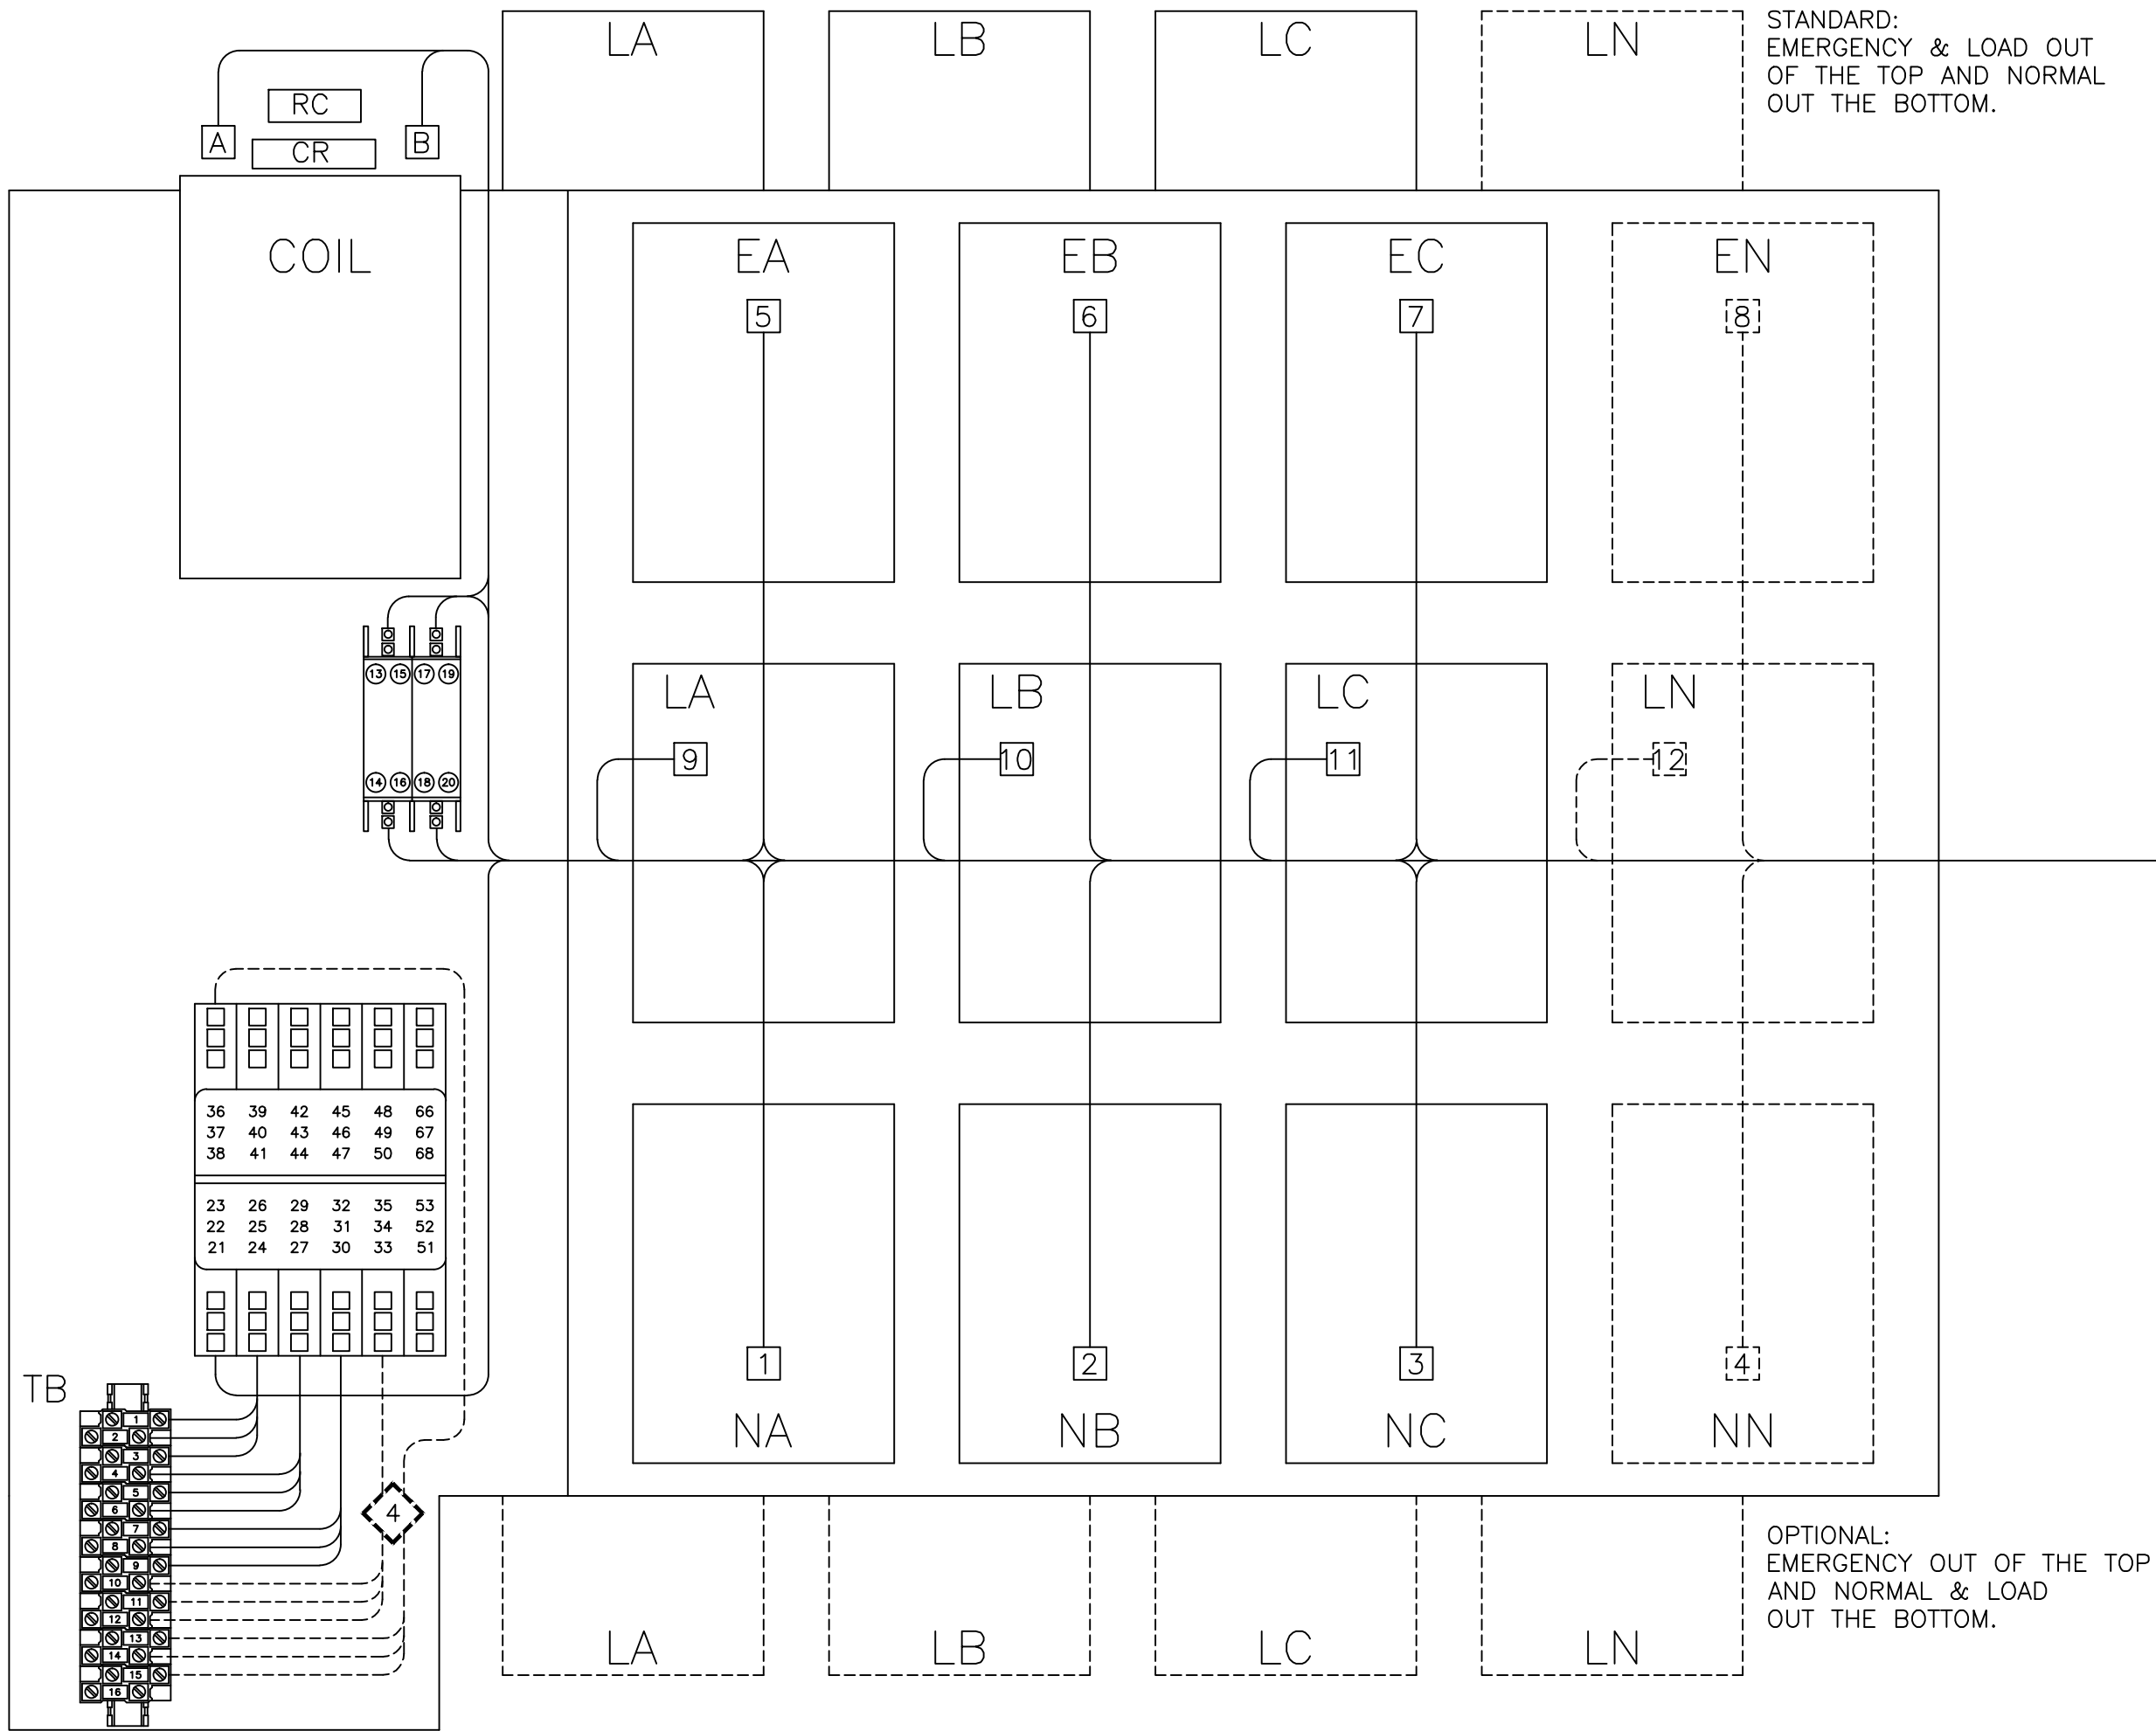 LA LB LC LN
STANDARD:
EMERGENCY & LOAD OUT
OF THE TOP AND NORMAL
OUT THE BOTTOM.
RC
A CR B
COIL
EA EB EC EN
5 6 7 8
13 15 17 19
LA LB LC LN
9 10 11 12
14 16 18 20
36 39 42 45 48 66
37 40 43 46 49 67
38 41 44 47 50 68
23 26 29 32 35 53
22 25 28 31 34 52
21 24 27 30 33 51
1 2 3 4
TB
NA NB NC NN
1
2
3
4
5
6
7
8
9
10
11
12
13
14
15
16
4
OPTIONAL:
EMERGENCY OUT OF THE TOP
AND NORMAL & LOAD
OUT THE BOTTOM.
LA LB LC LN